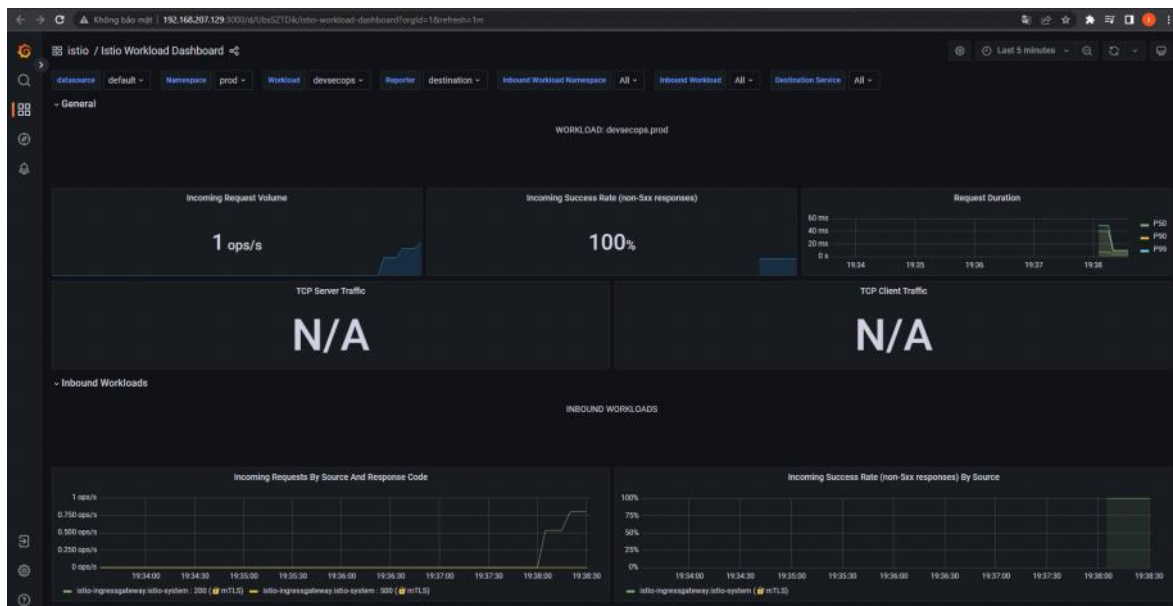 Không bảo mật | 192.168.207.129:3000/d/UbsSZTDik/istio-workload-dashboard?orgId=1&refresh=1m
istio / Istio Workload Dashboard
Last 5 minutes
datasource default Namespace prod Workload devsecops Reporter destination Inbound Workload Namespace All Inbound Workload All Destination Service All
General
WORKLOAD: devsecops.prod
Incoming Request Volume
1 ops/s
Incoming Success Rate (non-5xx responses)
100%
Request Duration
60 ms
40 ms
20 ms
0 s
19:34 19:35 19:36 19:37 19:38
P50
P90
P99
TCP Server Traffic
N/A
TCP Client Traffic
N/A
Inbound Workloads
INBOUND WORKLOADS
Incoming Requests By Source And Response Code
1 ops/s
0.750 ops/s
0.500 ops/s
0.250 ops/s
0 ops/s
19:34:00 19:34:30 19:35:00 19:35:30 19:36:00 19:36:30 19:37:00 19:37:30 19:38:00 19:38:30
istio-ingressgateway.istio-system : 200 (🔐mTLS) istio-ingressgateway.istio-system : 500 (🔐mTLS)
Incoming Success Rate (non-5xx responses) By Source
100%
75%
50%
25%
0%
19:34:00 19:34:30 19:35:00 19:35:30 19:36:00 19:36:30 19:37:00 19:37:30 19:38:00 19:38:30
istio-ingressgateway.istio-system (🔐mTLS)